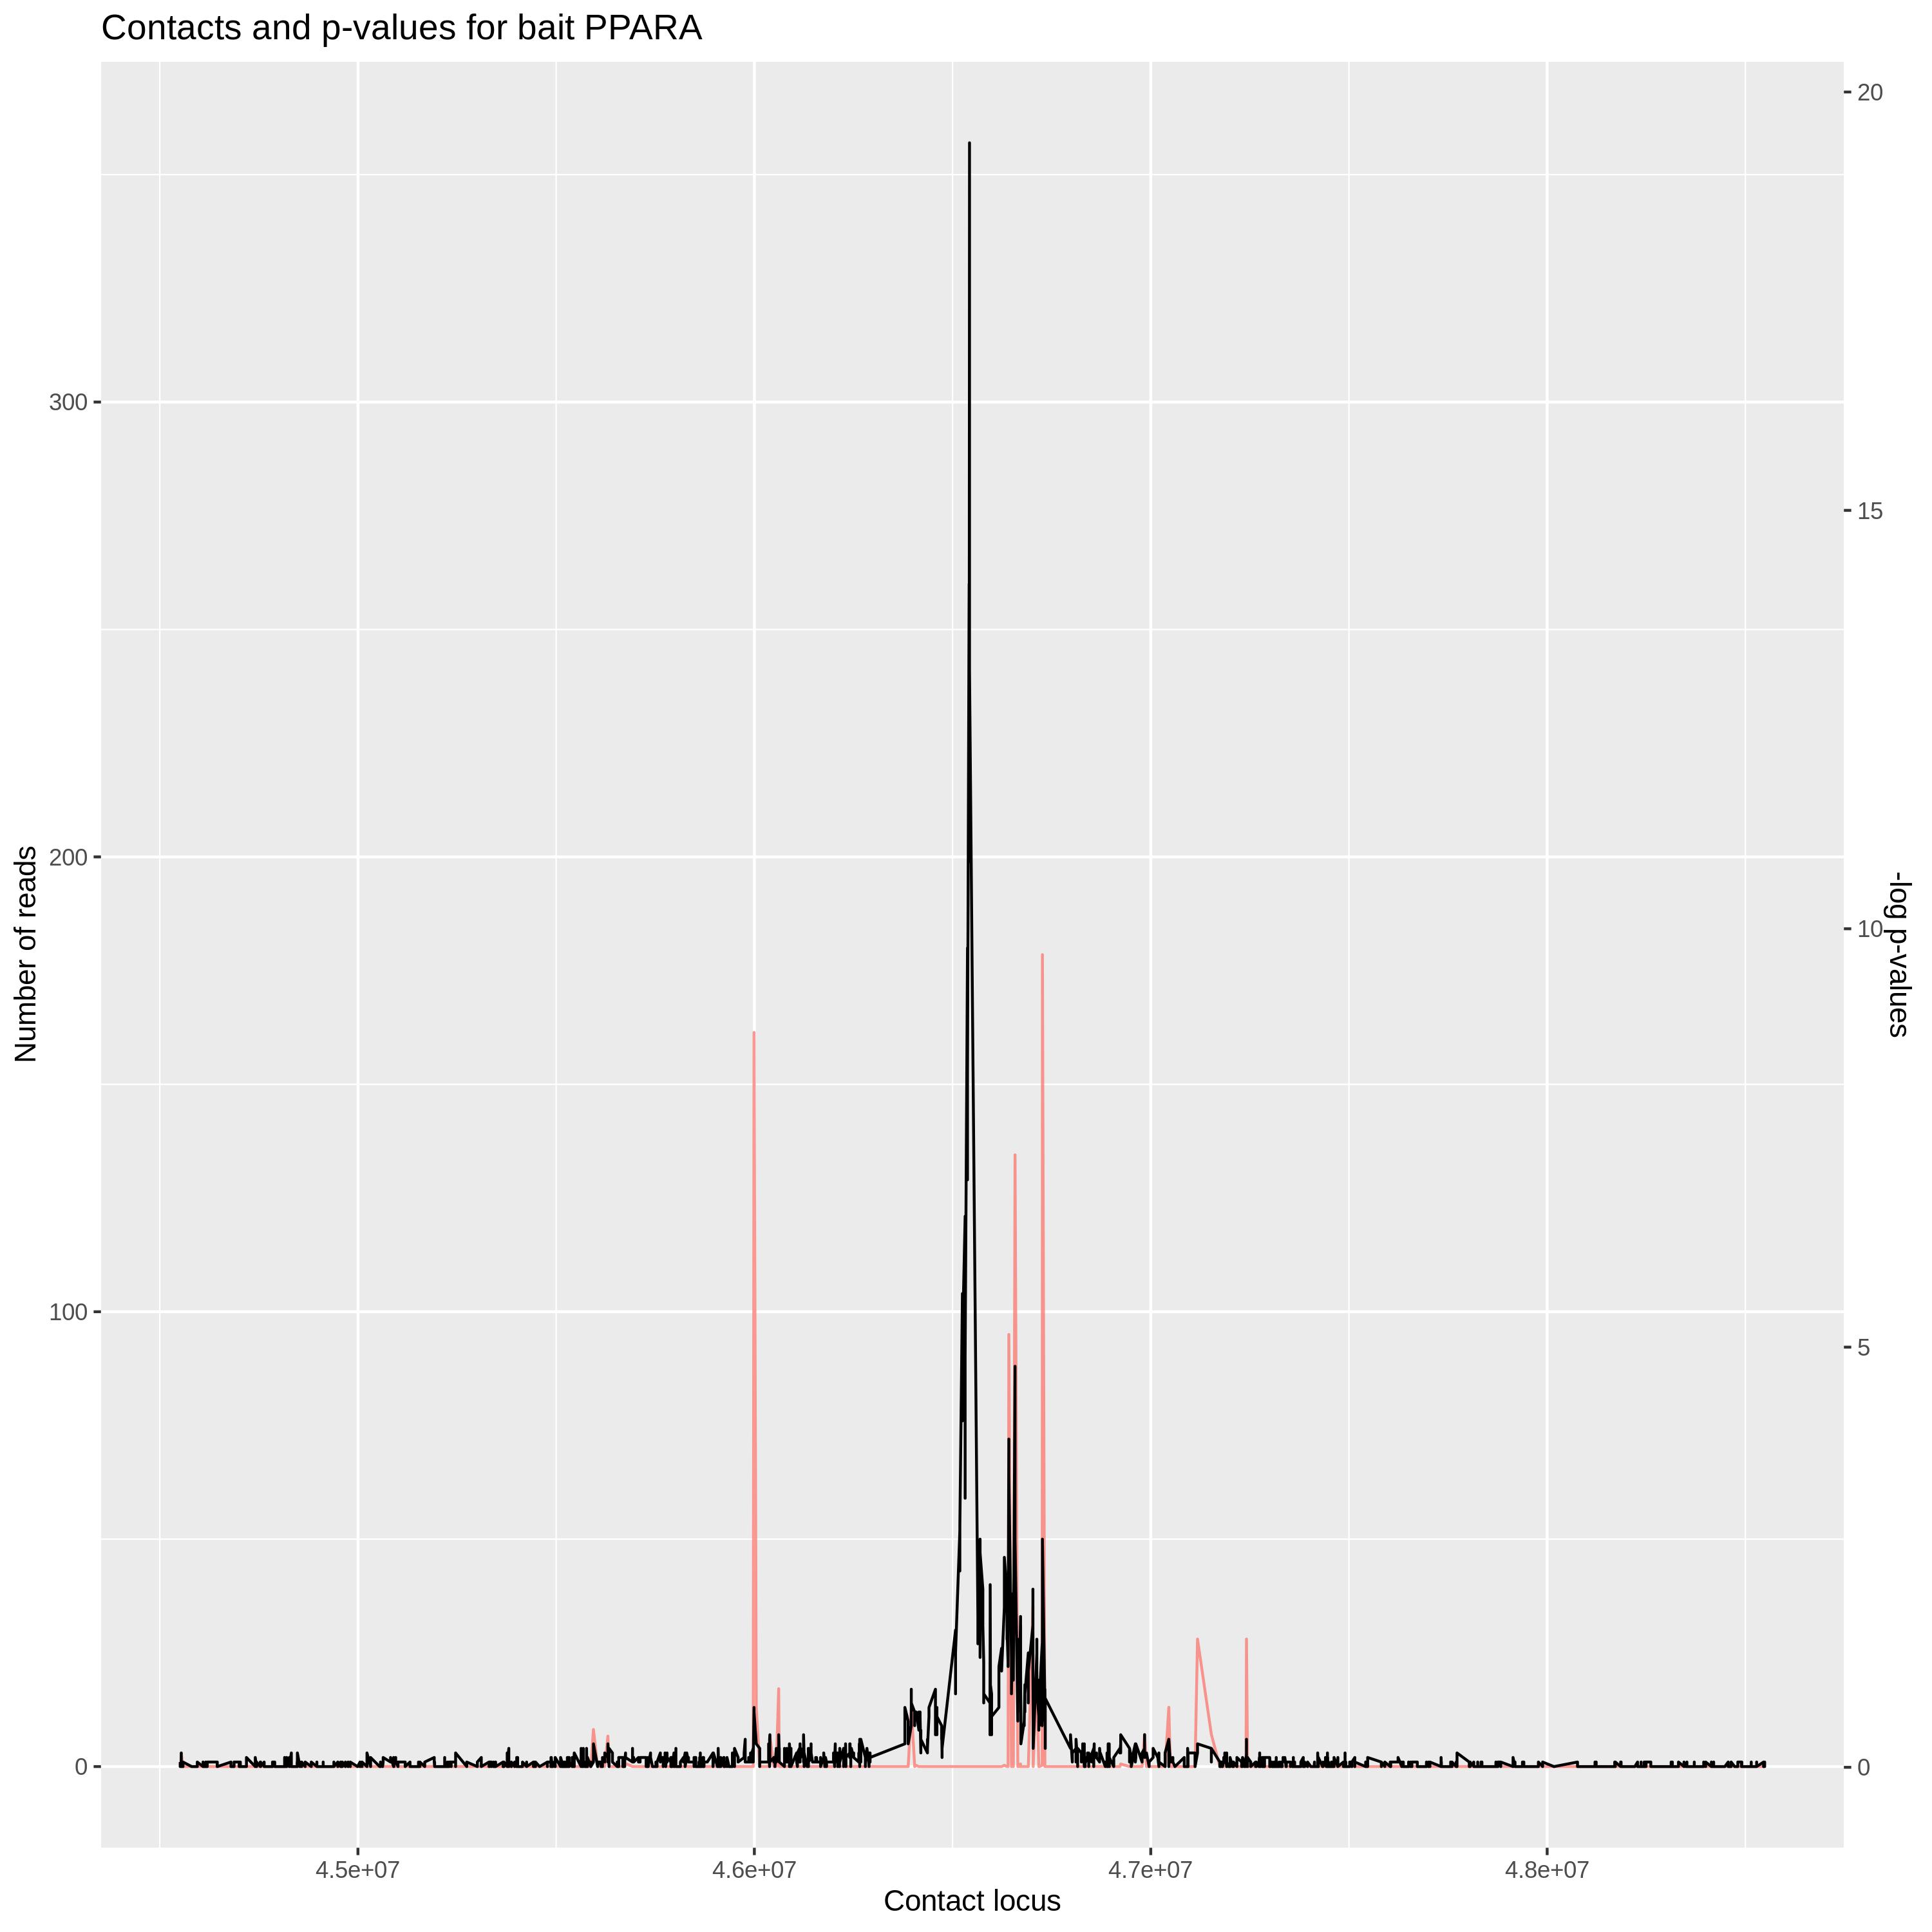 Contacts and p-values for bait PPARA
Number of reads
300
200
100
0
20
15
10
5
0
-log p-values
4.5e+07 4.6e+07 4.7e+07 4.8e+07
Contact locus